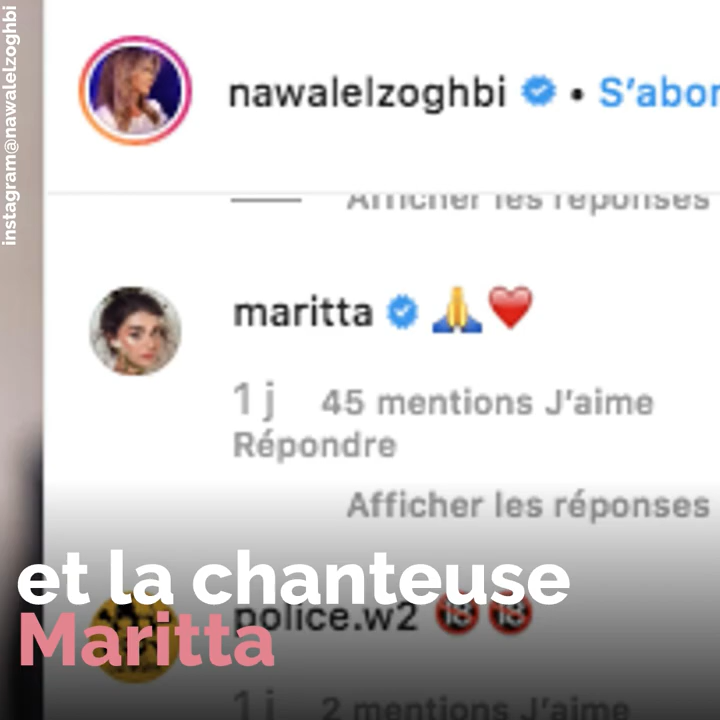 instagram@nawalelzoghbi
nawalelzoghbi • S'abor
Afficher les réponses
maritta 🙏❤️
1 j 45 mentions J'aime
Répondre
Afficher les réponses
et la chanteuse
police.w2 🔞🔞
Maritta
1 j 2 mentions J'aime